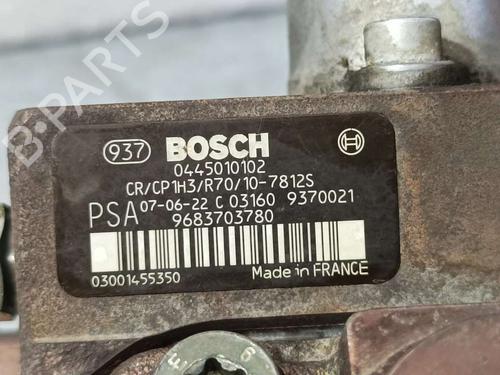 B-PARTS
937 BOSCH
0445010102
CR/CP1H3/R70/10-7812S
PSA 07-06-22 C 03160 9370021
9683703780
03001455350 Made in FRANCE